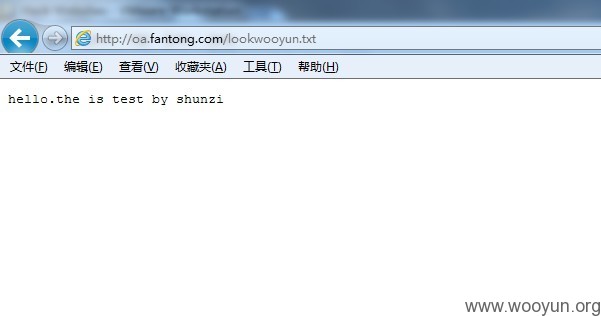 http://oa.fantong.com/lookwooyun.txt
文件(F) 编辑(E) 查看(V) 收藏夹(A) 工具(T) 帮助(H)
hello.the is test by shunzi
www.wooyun.org